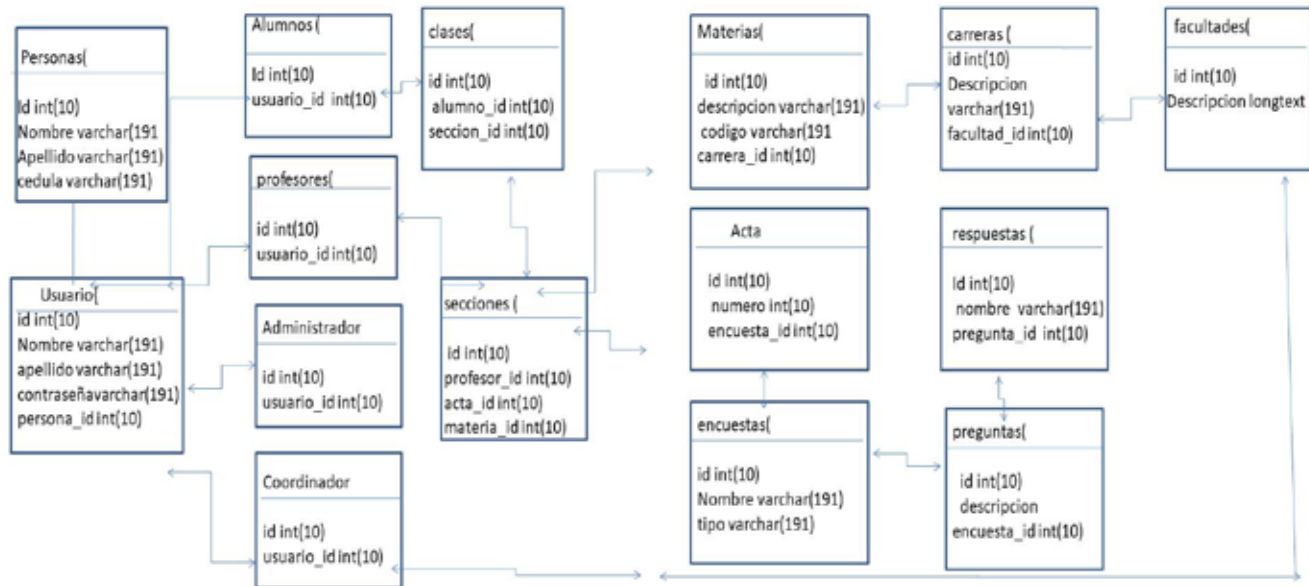 Personas(
Id int(10)
Nombre varchar(191
Apellido varchar(191)
cedula varchar(191)
Usuario(
id int(10)
Nombre varchar(191)
apellido varchar(191)
contraseñavarchar(191)
persona_id int(10)
Alumnos (
Id int(10)
usuario_id int(10)
profesores(
id int(10)
usuario_id int(10)
Administrador
id int(10)
usuario_id int(10)
Coordinador
id int(10)
usuario_id int(10)
clases(
id int(10)
alumno_id int(10)
seccion_id int(10)
secciones (
id int(10)
profesor_id int(10)
acta_id int(10)
materia_id int(10)
Materias(
id int(10)
descripcion varchar(191)
codigo varchar(191
carrera_id int(10)
Acta
id int(10)
numero int(10)
encuesta_id int(10)
encuestas(
id int(10)
Nombre varchar(191)
tipo varchar(191)
carreras (
id int(10)
Descripcion
varchar(191)
facultad_id int(10)
respuestas (
Id int(10)
nombre varchar(191)
pregunta_id int(10)
preguntas(
id int(10)
descripcion
encuesta_id int(10)
facultades(
id int(10)
Descripcion longtext